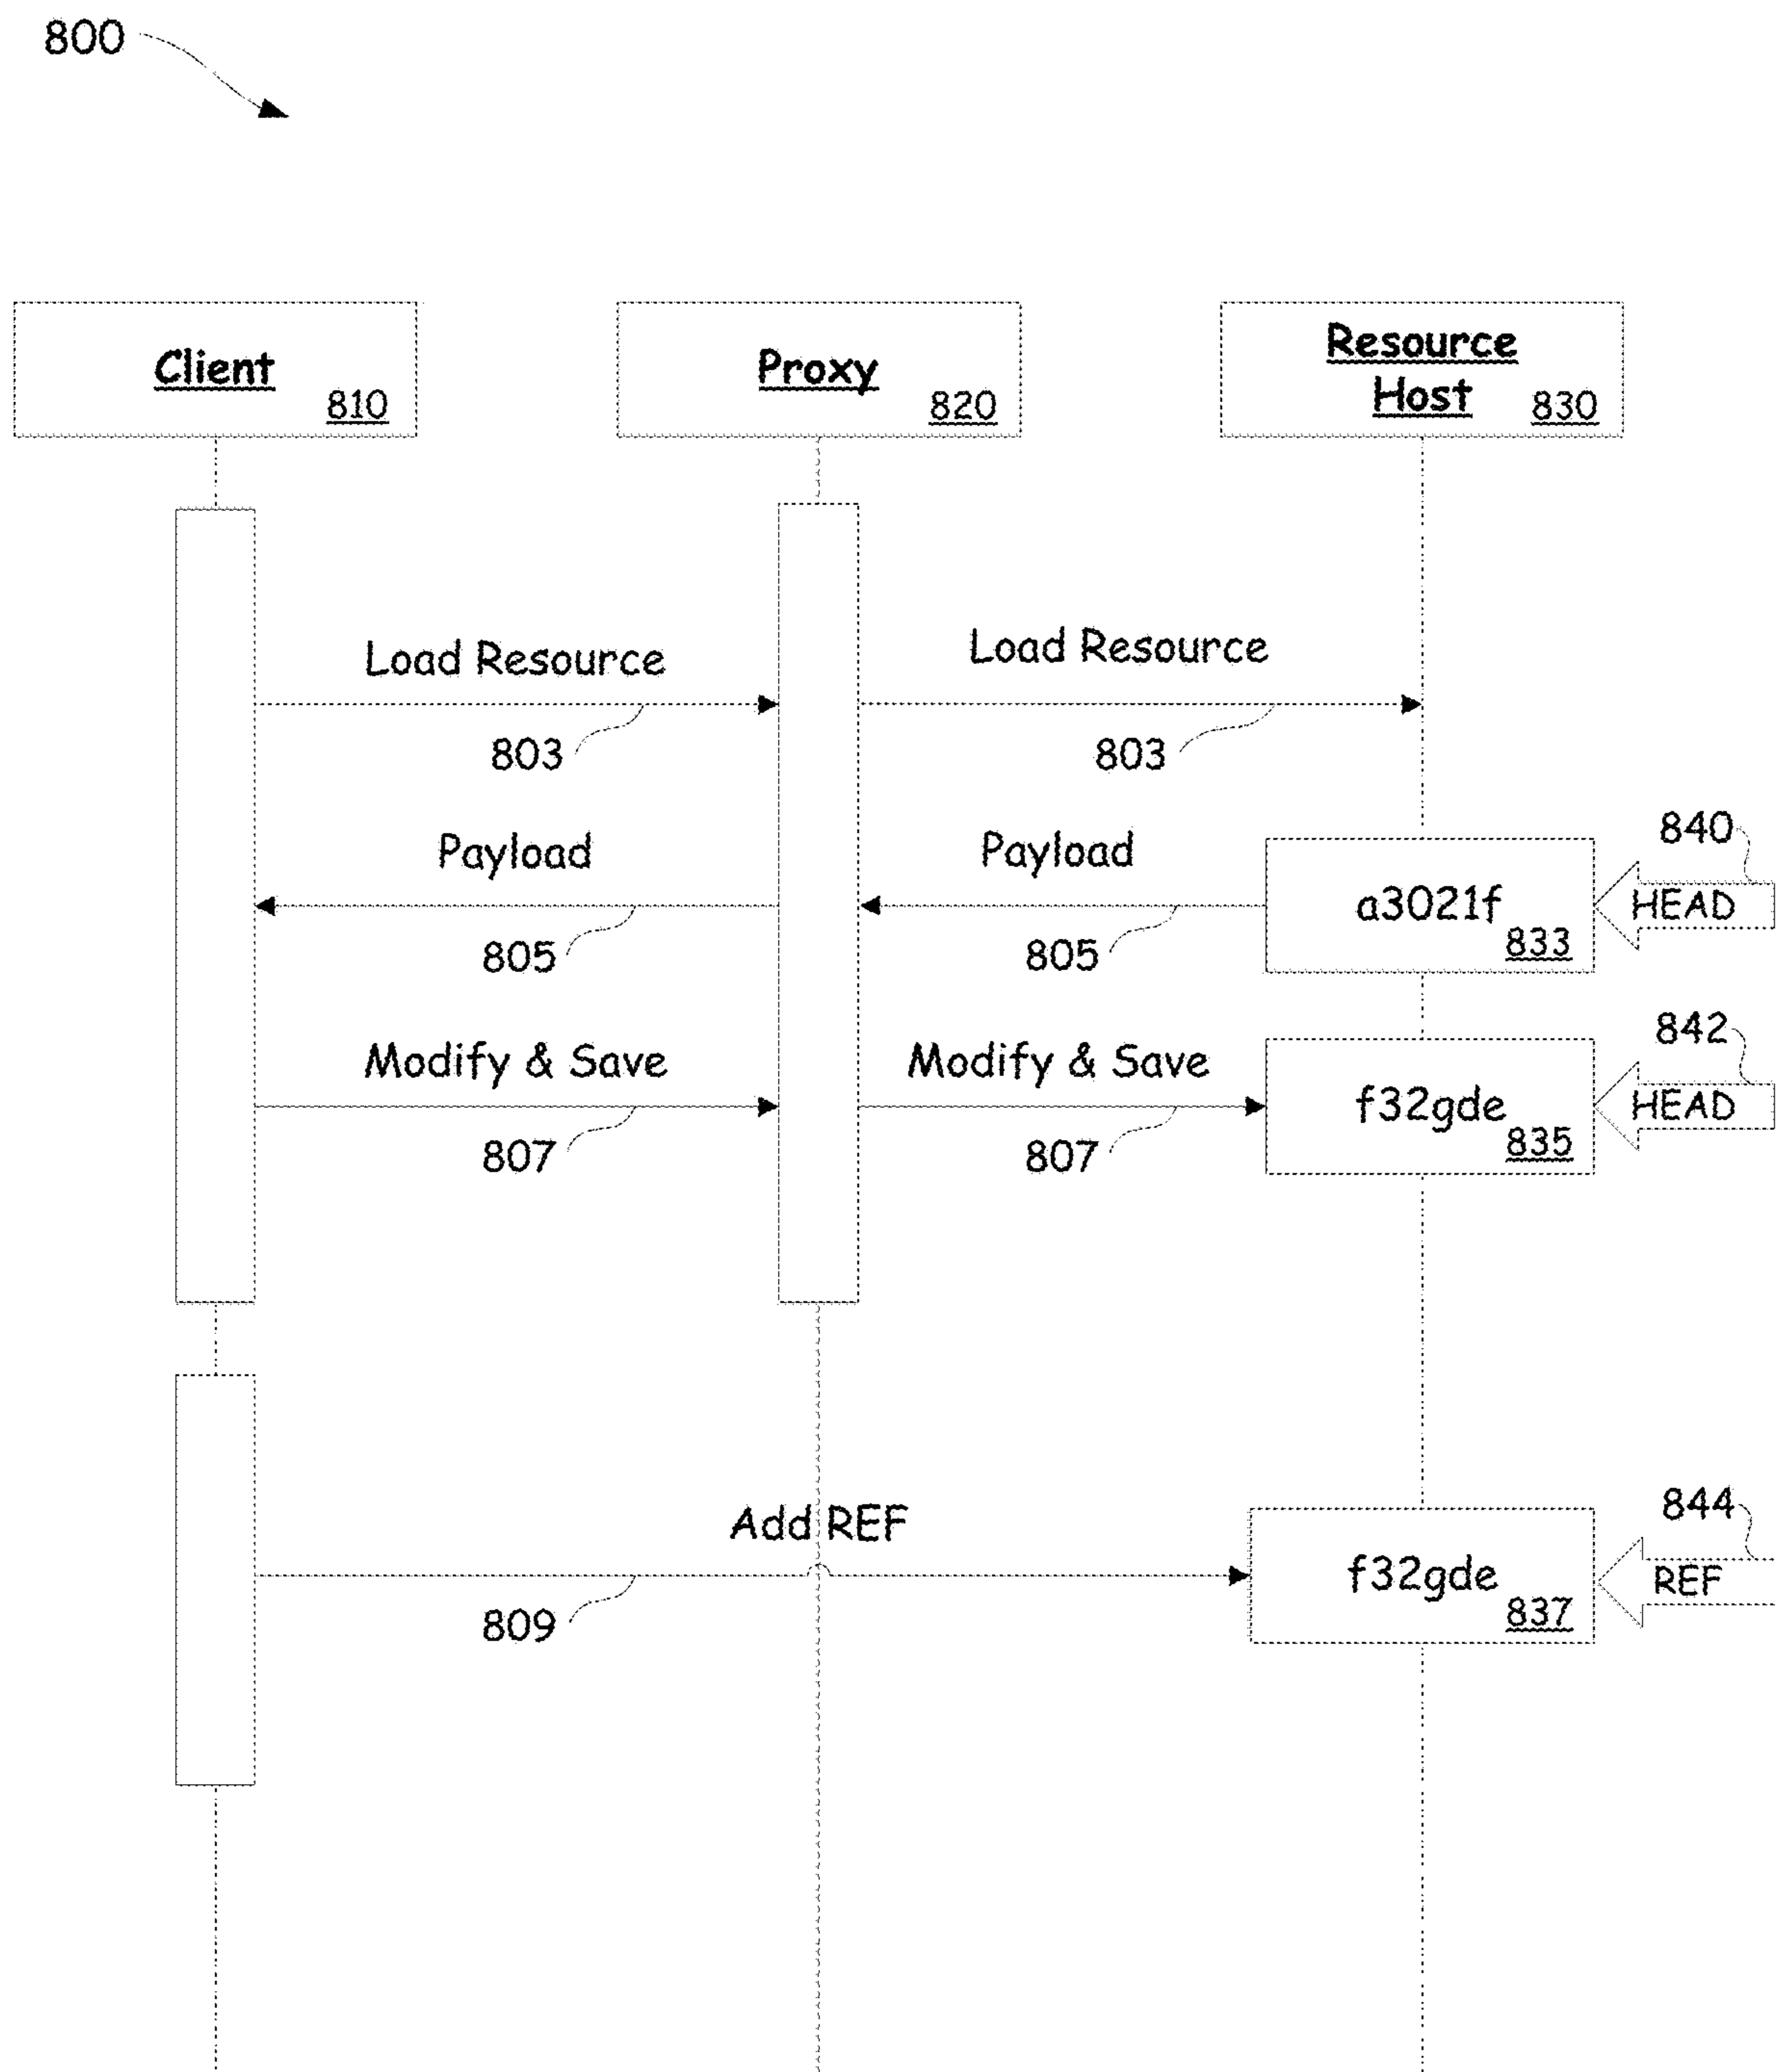 800
Client
810
Proxy
820
Resource
Host
830
Load Resource
Load Resource
803
803
Payload
Payload
840
a3021f
833
HEAD
805
805
Modify & Save
Modify & Save
842
f32gde
835
HEAD
807
807
Add REF
844
f32gde
837
REF
809